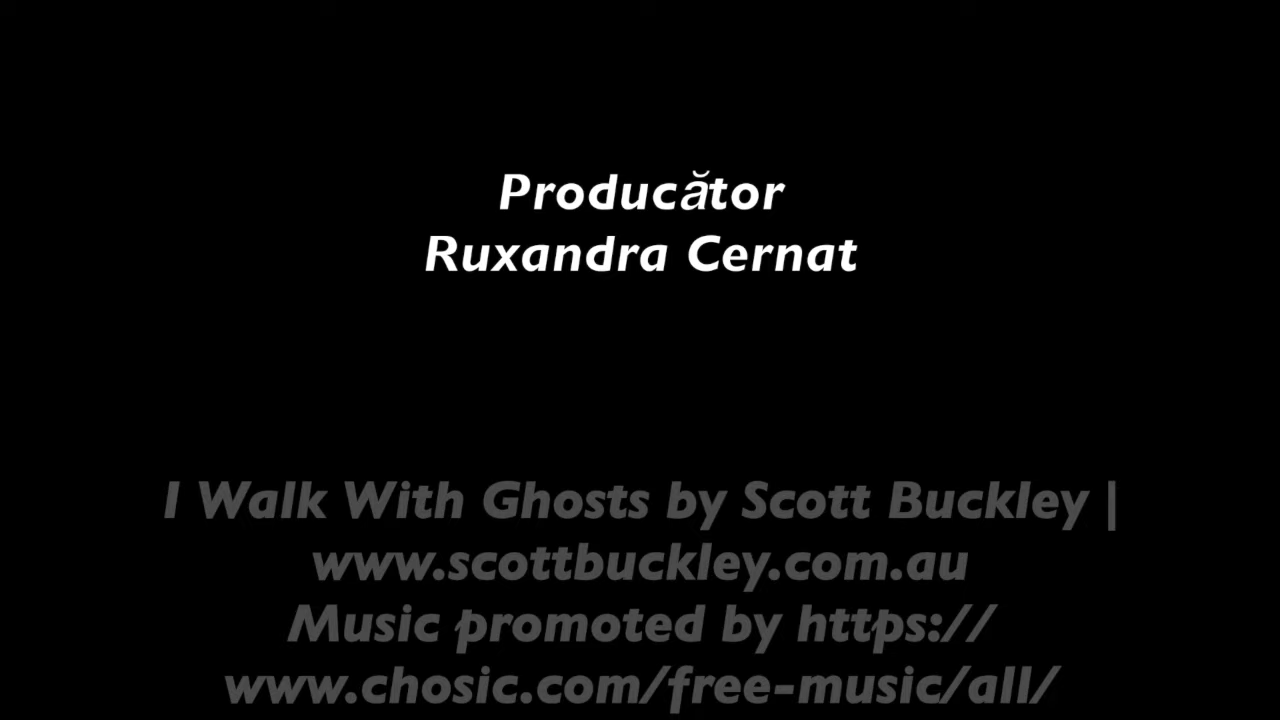 Producător
Ruxandra Cernat
I Walk With Ghosts by Scott Buckley |
www.scottbuckley.com.au
Music promoted by https://
www.chosic.com/free-music/all/